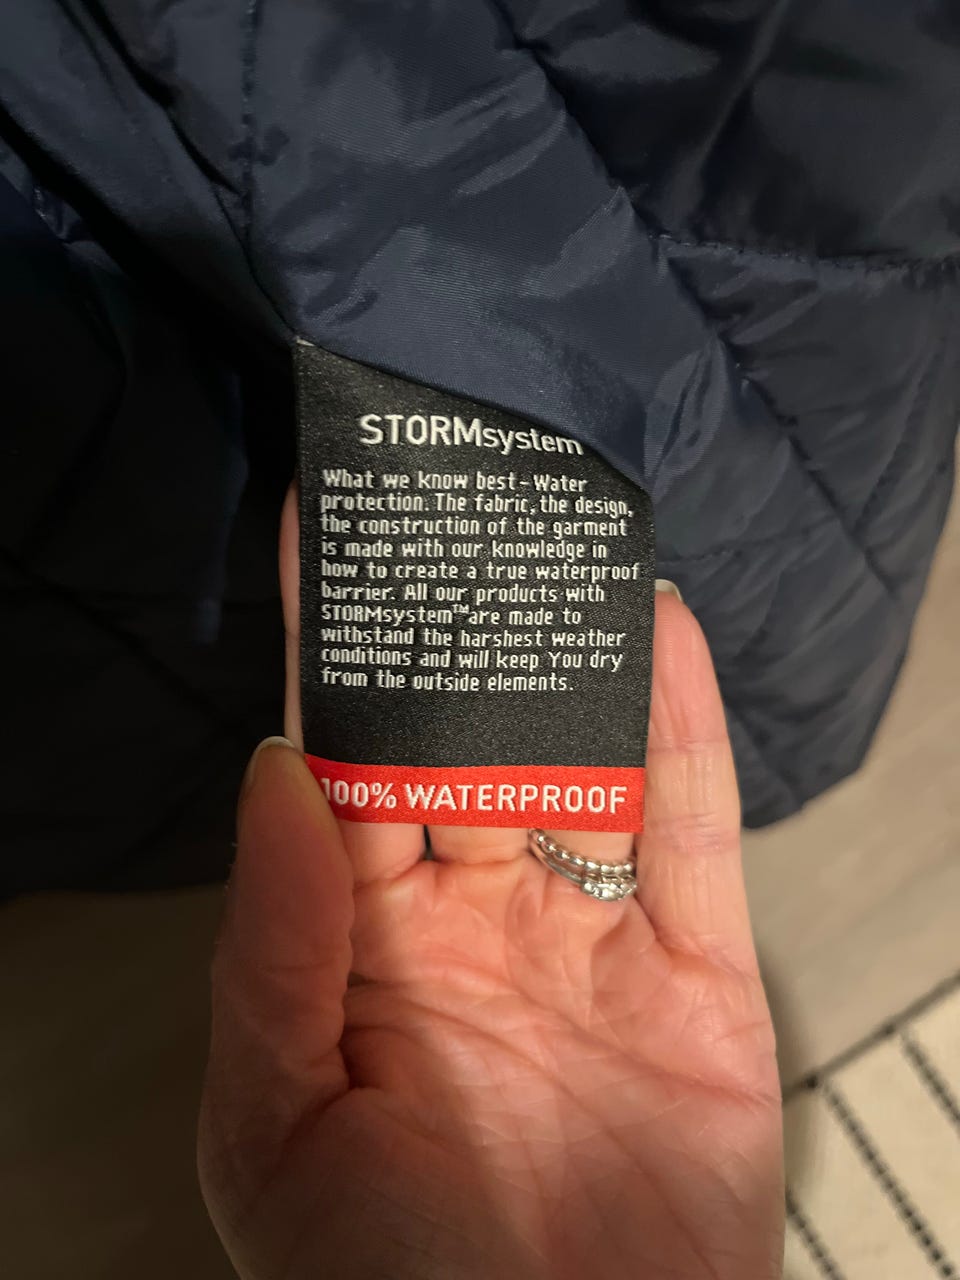 STORMsystem
What we know best-Water
protection. The fabric, the design,
the construction of the garment
is made with our knowledge in
how to create a true waterproof
barrier. All our products with
STORMsystem™are made to
withstand the harshest weather
conditions and will keep You dry
from the outside elements.
100% WATERPROOF